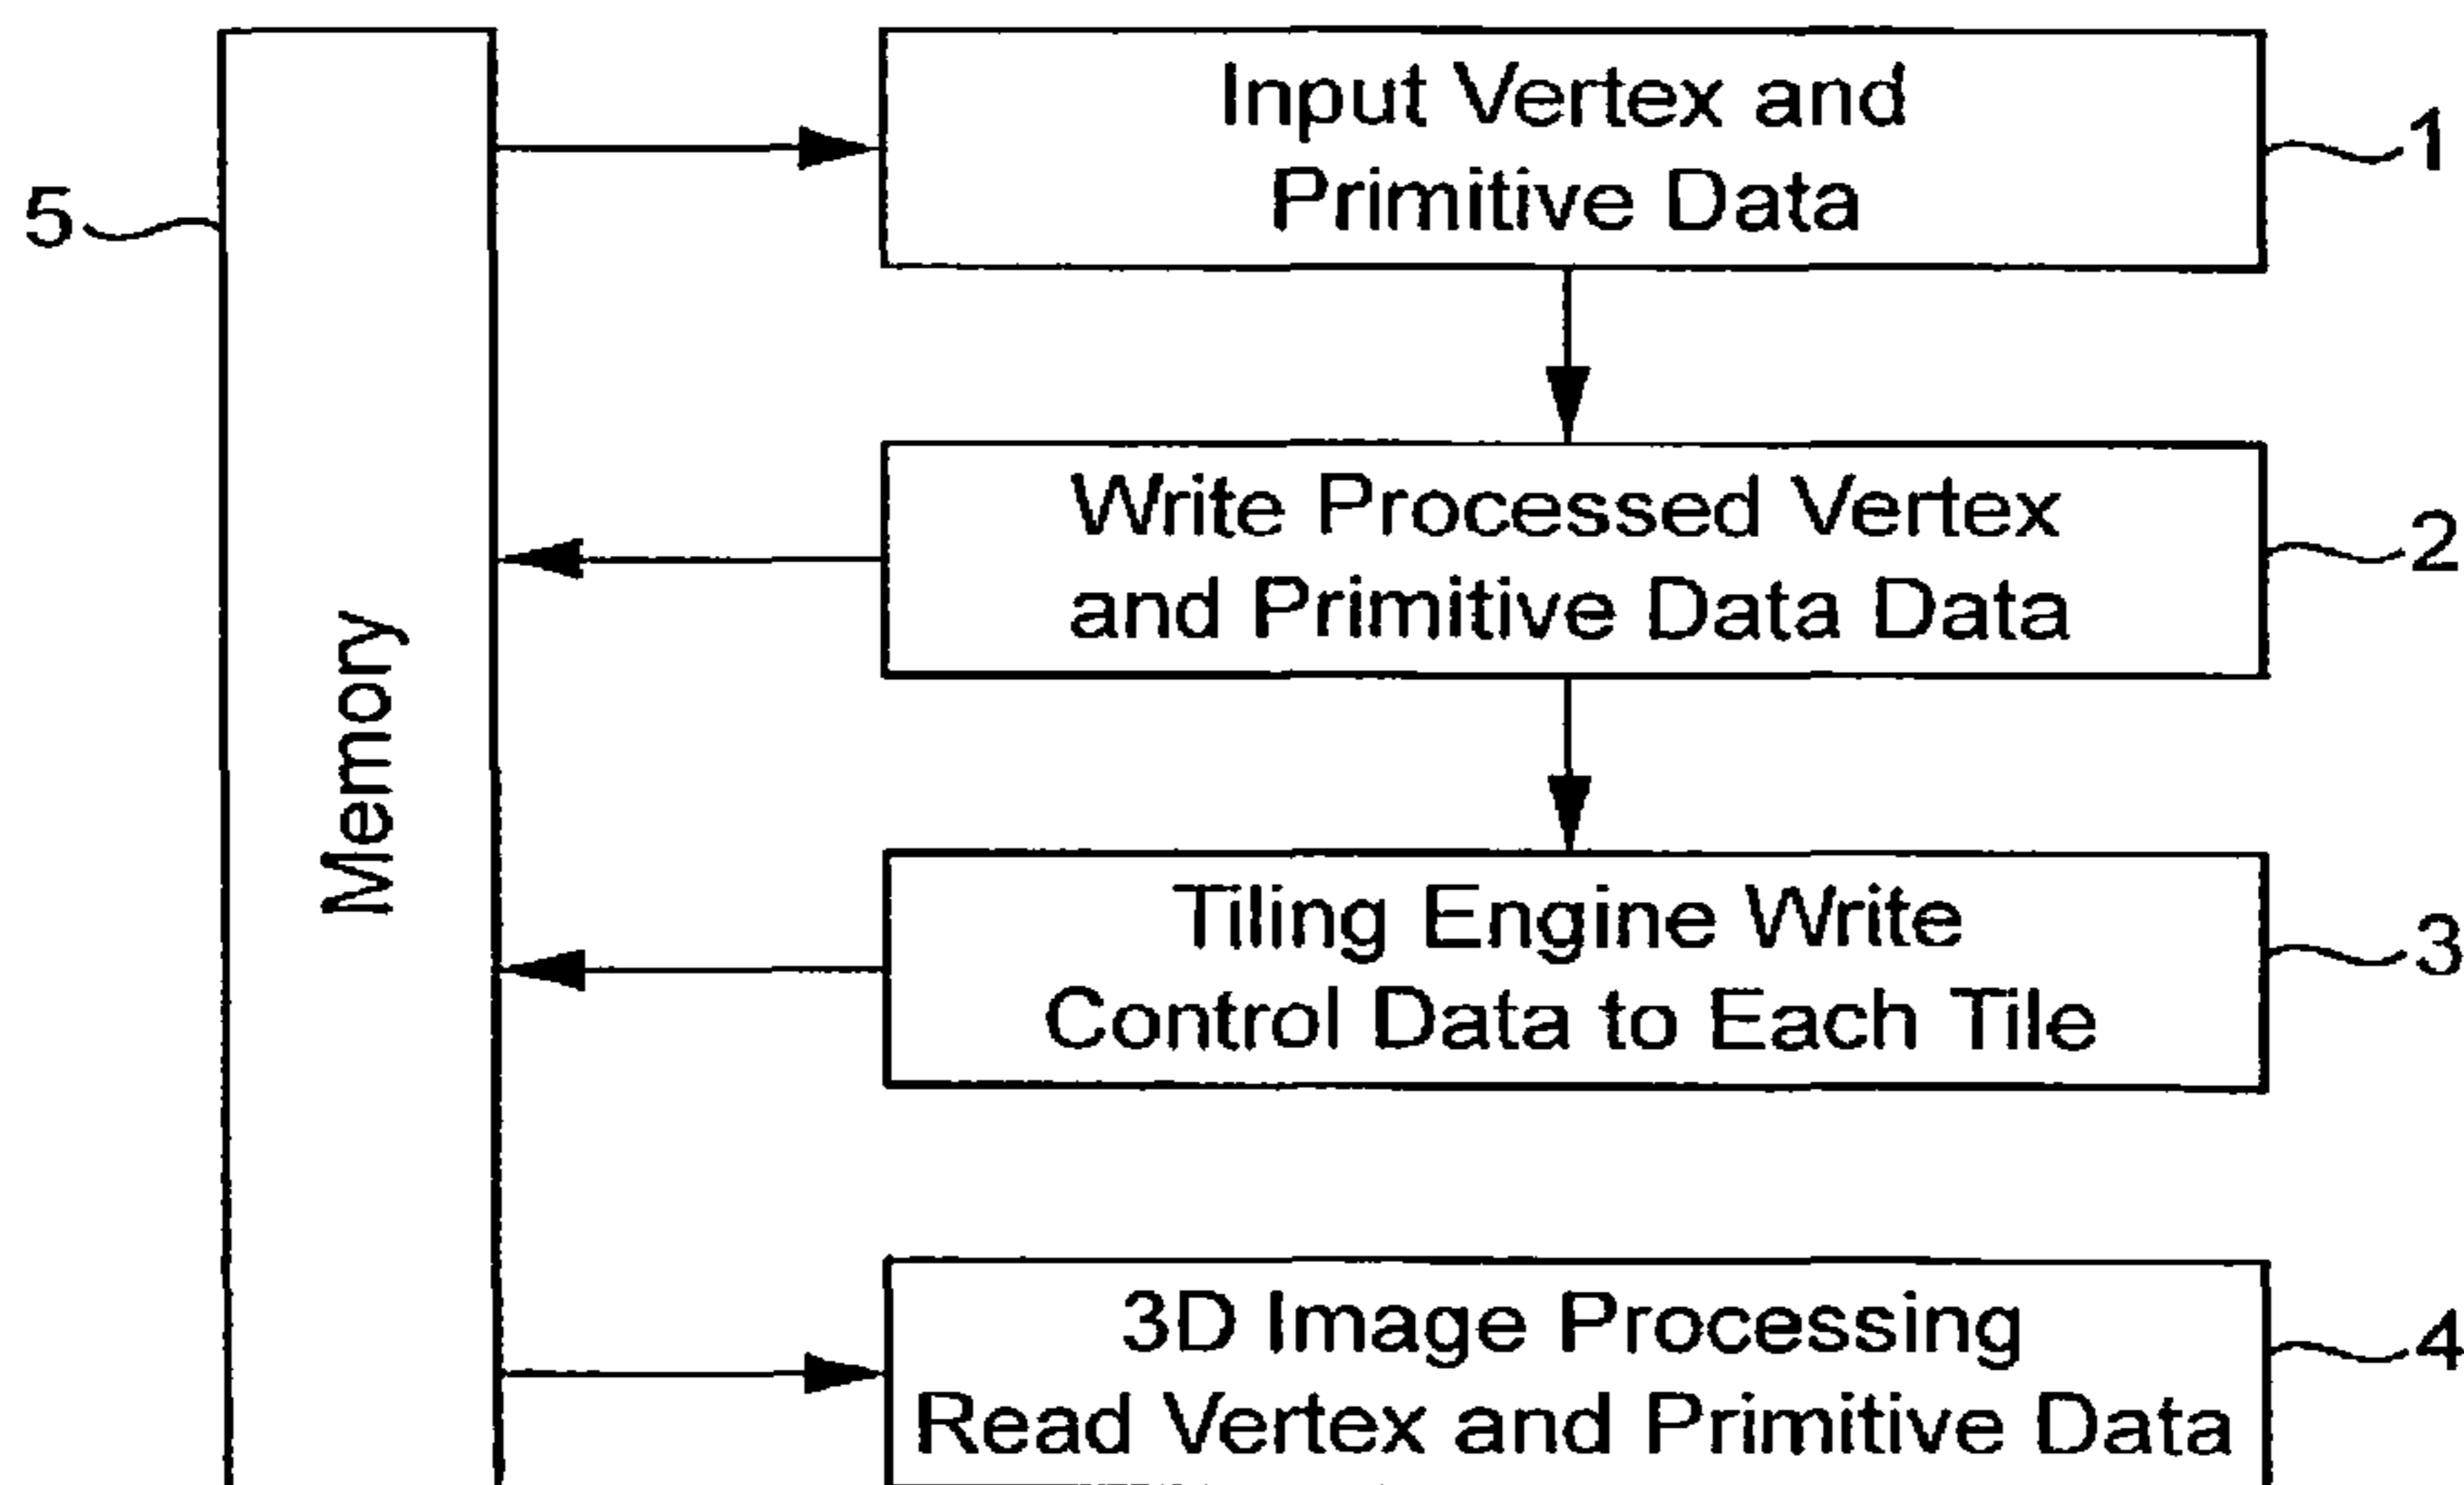 Input Vertex and
Primitive Data
1
5
Write Processed Vertex
and Primitive Data Data
2
Memory
Tiling Engine Write
Control Data to Each Tile
3
3D Image Processing
Read Vertex and Primitive Data
4